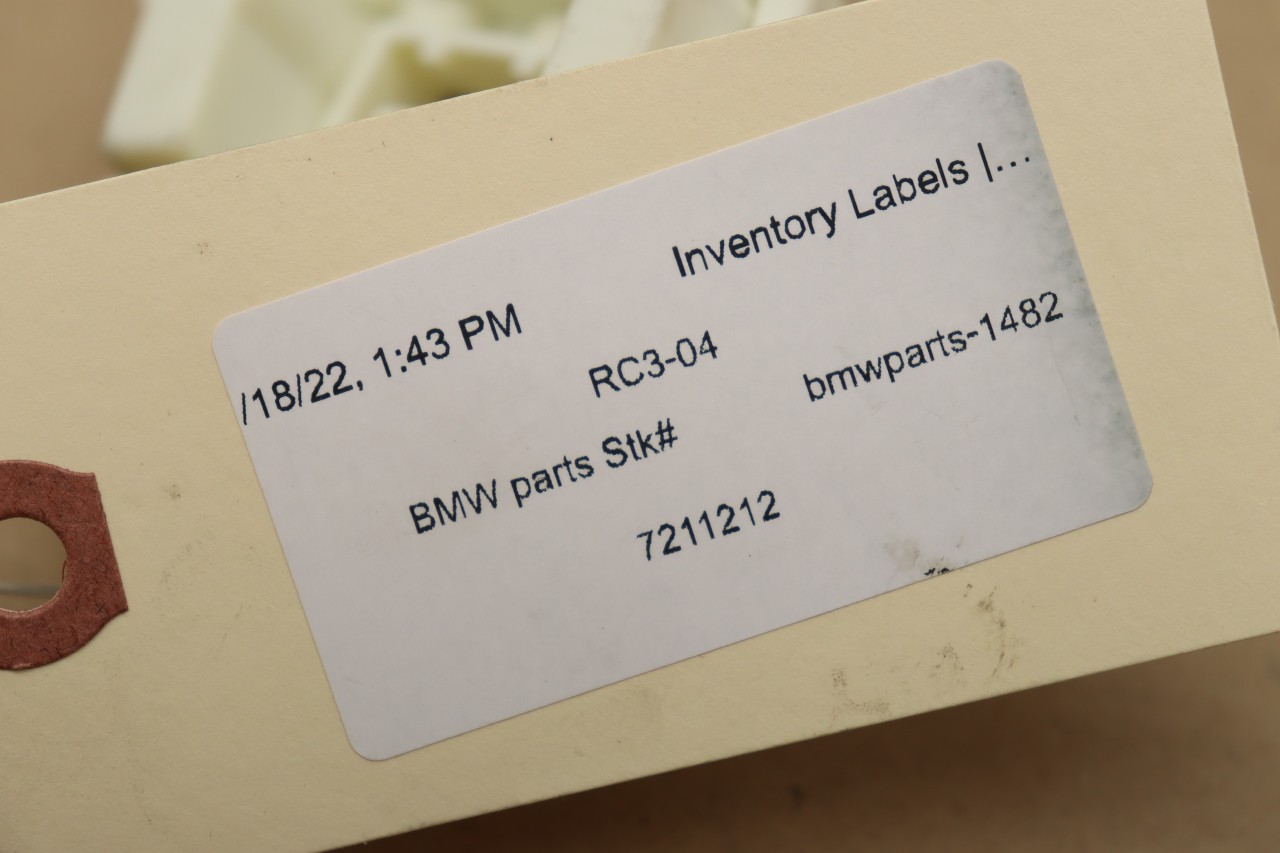 /18/22, 1:43 PM Inventory Labels |...
RC3-04
bmwparts-1482
BMW parts Stk#
7211212